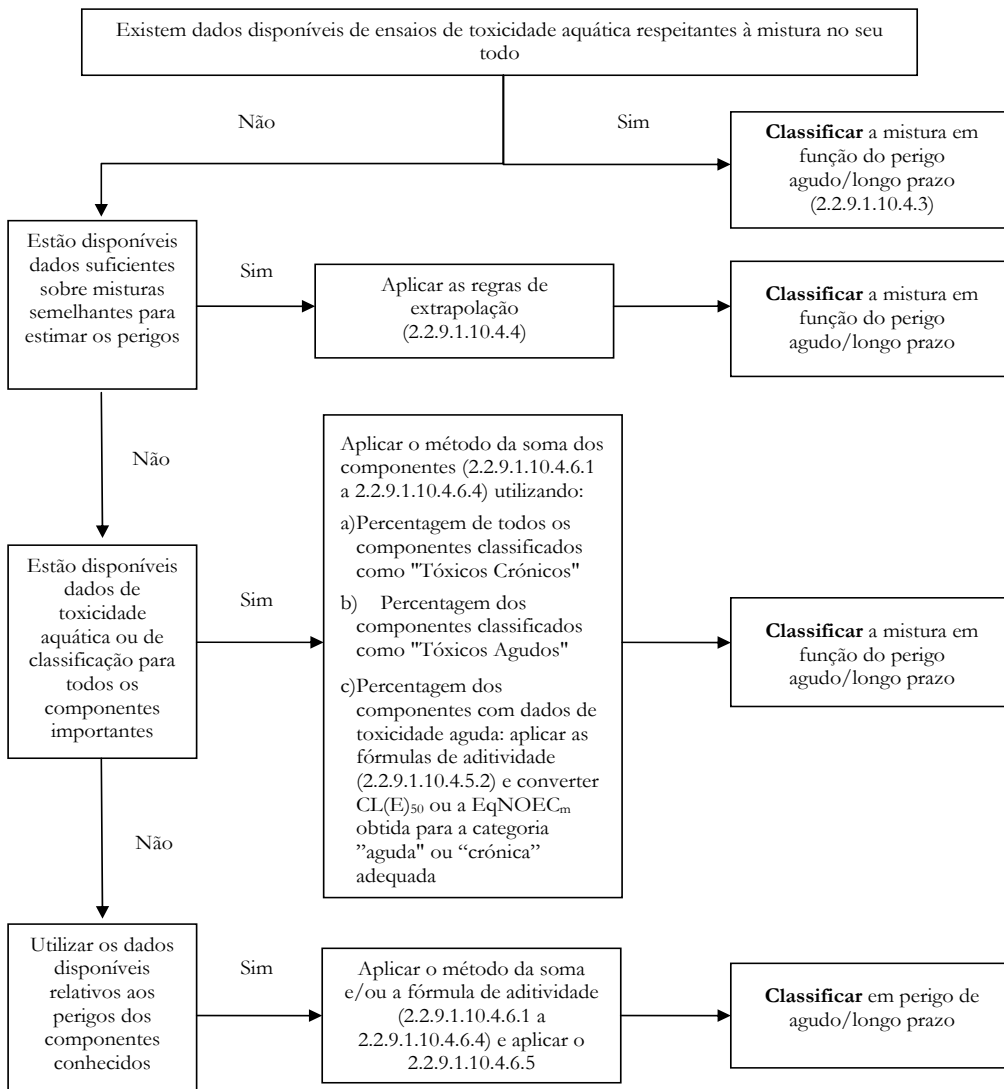 Existem dados disponíveis de ensaios de toxicidade aquática respeitantes à mistura no seu
todo
Não
Sim
Classificar a mistura em
função do perigo
agudo/longo prazo
(2.2.9.1.10.4.3)
Estão disponíveis
dados suficientes
sobre misturas
semelhantes para
estimar os perigos
Sim
Aplicar as regras de
extrapolação
(2.2.9.1.10.4.4)
Classificar a mistura em
função do perigo
agudo/longo prazo
Não
Estão disponíveis
dados de
toxicidade
aquática ou de
classificação para
todos os
componentes
importantes
Sim
Aplicar o método da soma dos
componentes (2.2.9.1.10.4.6.1
a 2.2.9.1.10.4.6.4) utilizando:
a)Percentagem de todos os
componentes classificados
como "Tóxicos Crónicos"
b) Percentagem dos
componentes classificados
como "Tóxicos Agudos"
c)Percentagem dos
componentes com dados de
toxicidade aguda: aplicar as
fórmulas de aditividade
(2.2.9.1.10.4.5.2) e converter
CL(E)₅₀ ou a EqNOECₘ
obtida para a categoria
”aguda" ou “crónica”
adequada
Classificar a mistura em
função do perigo
agudo/longo prazo
Não
Utilizar os dados
disponíveis
relativos aos
perigos dos
componentes
conhecidos
Sim
Aplicar o método da soma
e/ou a fórmula de aditividade
(2.2.9.1.10.4.6.1 a
2.2.9.1.10.4.6.4) e aplicar o
2.2.9.1.10.4.6.5
Classificar em perigo de
agudo/longo prazo